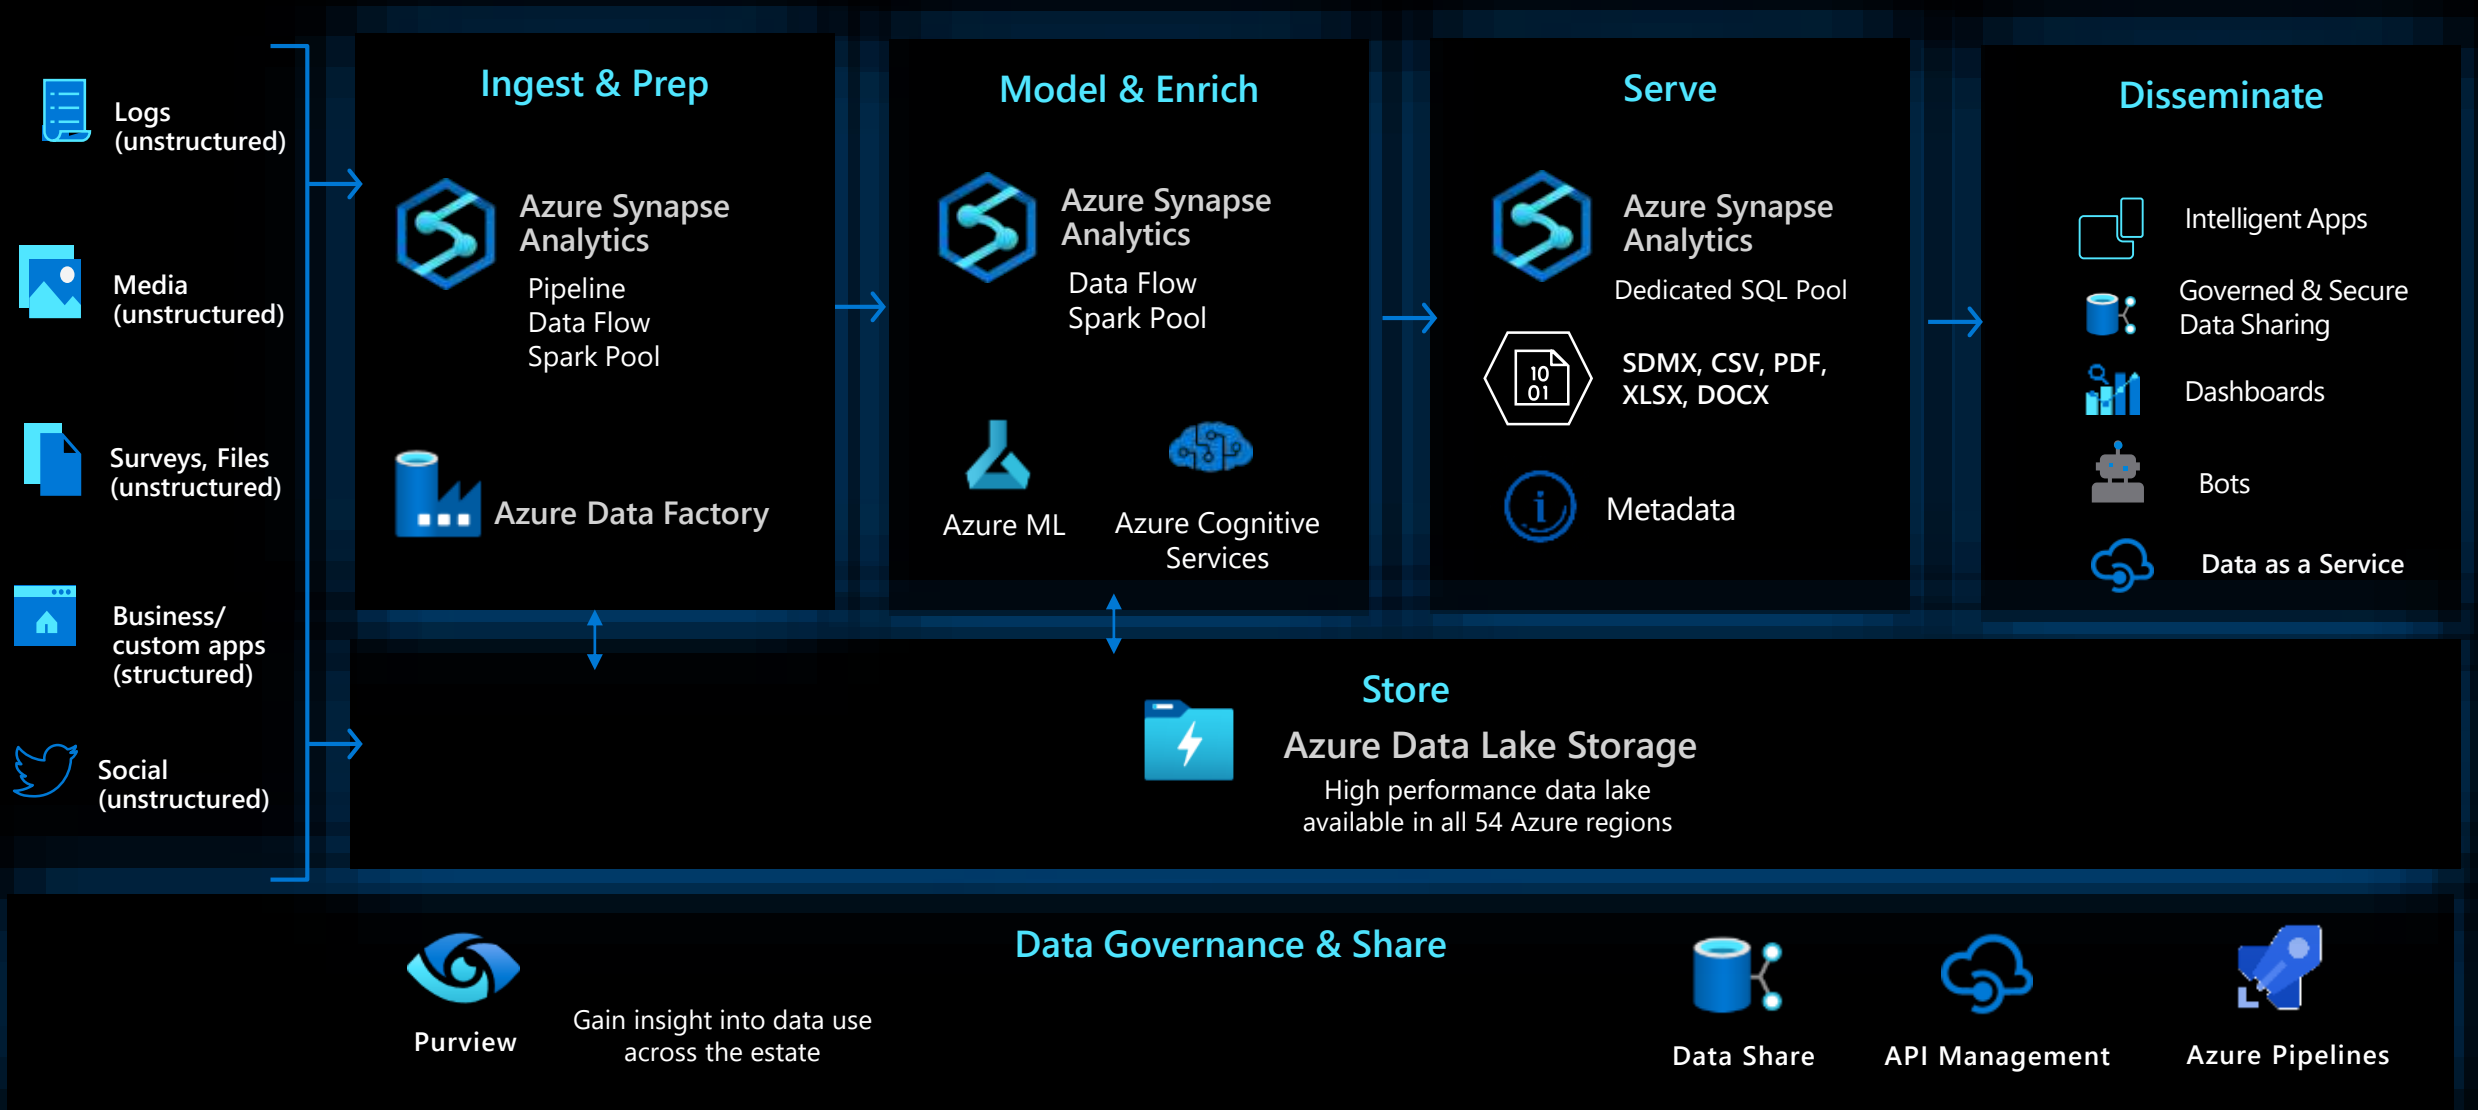 Logs
(unstructured)
Media
(unstructured)
Surveys, Files
(unstructured)
Business/
custom apps
(structured)
Social
(unstructured)
Ingest & Prep
Azure Synapse
Analytics
Pipeline
Data Flow
Spark Pool
Azure Data Factory
Model & Enrich
Azure Synapse
Analytics
Data Flow
Spark Pool
Azure ML
Azure Cognitive
Services
Serve
Azure Synapse
Analytics
Dedicated SQL Pool
10
01
SDMX, CSV, PDF,
XLSX, DOCX
i
Metadata
Disseminate
Intelligent Apps
Governed & Secure
Data Sharing
Dashboards
Bots
Data as a Service
Store
Azure Data Lake Storage
High performance data lake
available in all 54 Azure regions
Data Governance & Share
Purview
Gain insight into data use
across the estate
Data Share
API Management
Azure Pipelines